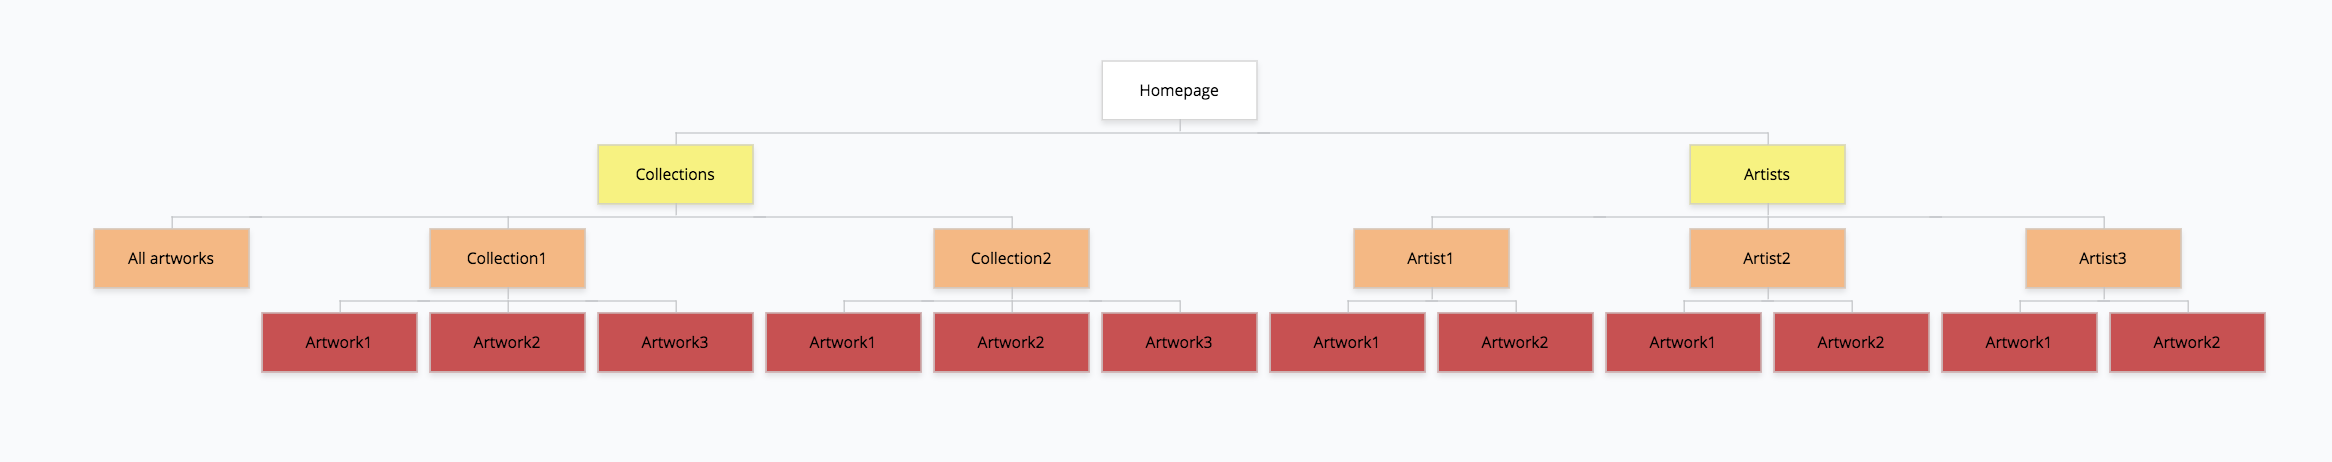 Homepage
Collections
Artists
All artworks
Collection1
Collection2
Artist1
Artist2
Artist3
Artwork1
Artwork2
Artwork3
Artwork1
Artwork2
Artwork3
Artwork1
Artwork2
Artwork1
Artwork2
Artwork1
Artwork2